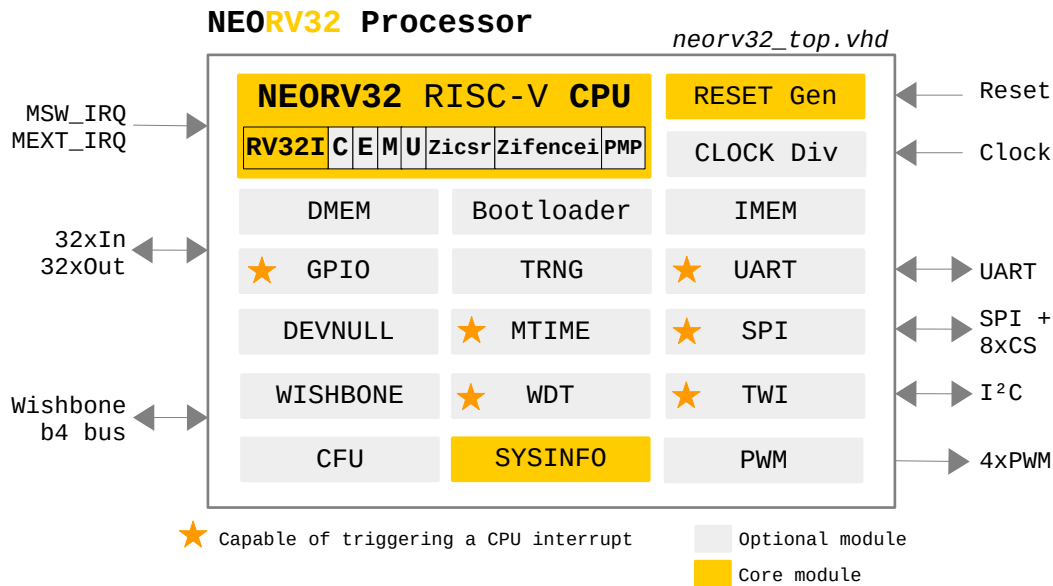 NEORV32 Processor
neorv32_top.vhd
NEORV32 RISC-V CPU
RV32I C E M U Zicsr Zifencei PMP
RESET Gen
CLOCK Div
MSW_IRQ
MEXT_IRQ
Reset
Clock
DMEM
Bootloader
IMEM
32xIn
32xOut
GPIO
TRNG
UART
UART
DEVNULL
MTIME
SPI
SPI +
8xCS
Wishbone
b4 bus
WISHBONE
WDT
TWI
I²C
CFU
SYSINFO
PWM
4xPWM
Capable of triggering a CPU interrupt
Optional module
Core module